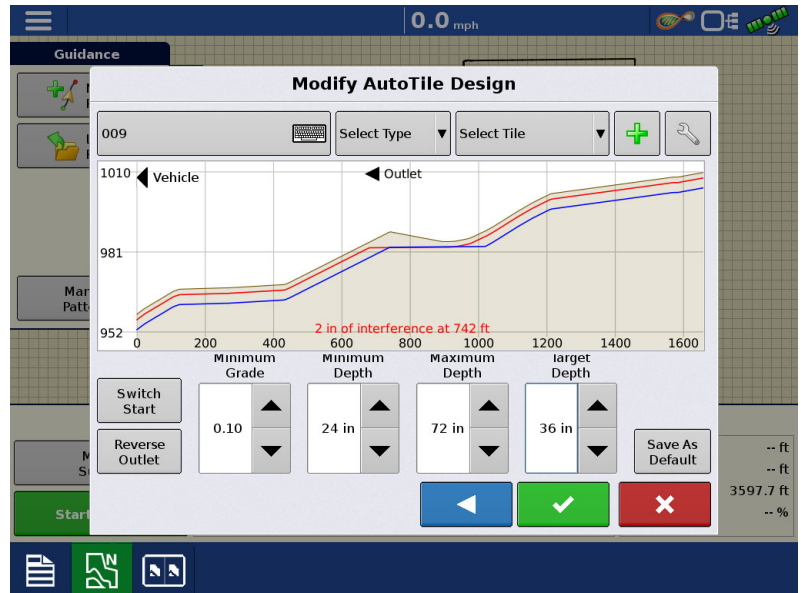 0.0 mph
Guidance
Modify AutoTile Design
009
Select Type
Select Tile
1010
Vehicle
Outlet
981
952
2 in of interference at 742 ft
0 200 400 600 800 1000 1200 1400 1600
Minimum
Grade
Minimum
Depth
Maximum
Depth
Target
Depth
Switch
Start
0.10
24 in
72 in
36 in
Reverse
Outlet
Save As
Default
Mar
Patt
M
S
Start
-- ft
-- ft
3597.7 ft
-- %
N